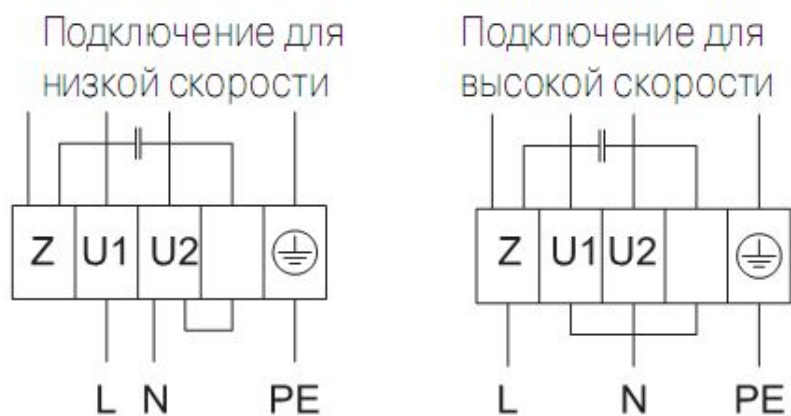 Подключение для
низкой скорости
Z U1 U2
L N PE
Подключение для
высокой скорости
Z U1 U2
L N PE